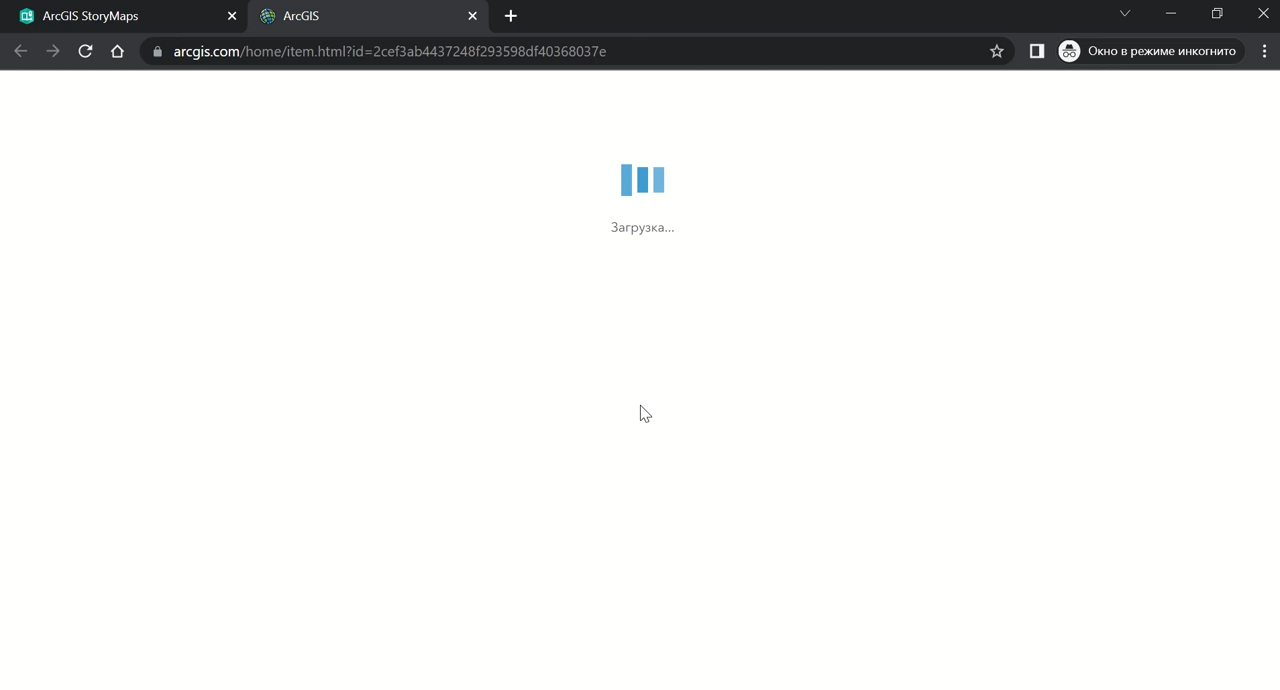 ArcGIS StoryMaps
ArcGIS
arcgis.com/home/item.html?id=2cef3ab4437248f293598df40368037e
Окно в режиме инкогнито
Загрузка...